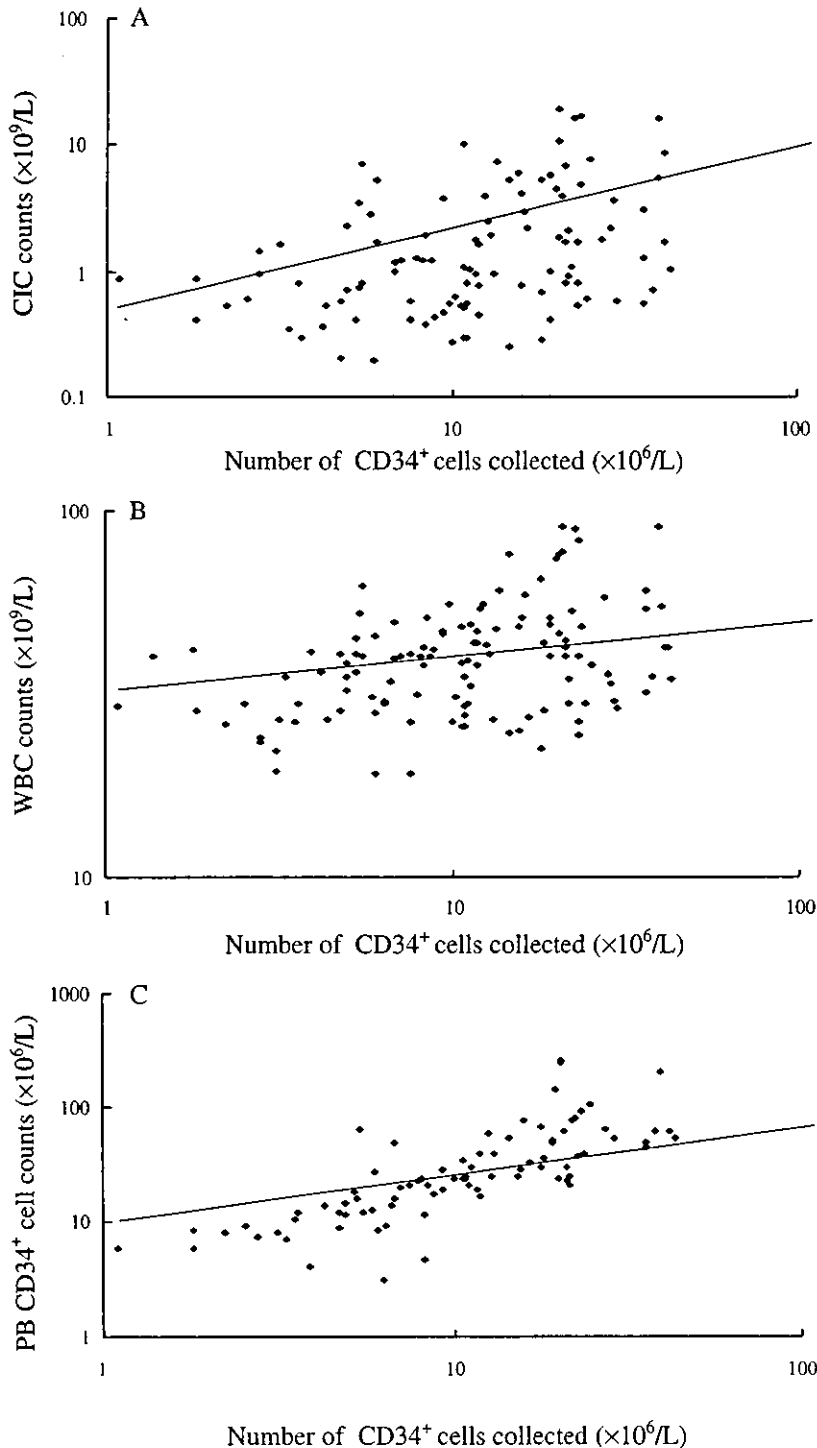 A
100
10
1
0.1
CIC counts (×10⁹/L)
1 10 100
Number of CD34⁺ cells collected (×10⁶/L)
B
100
10
WBC counts (×10⁹/L)
1 10 100
Number of CD34⁺ cells collected (×10⁶/L)
C
1000
100
10
1
PB CD34⁺ cell counts (×10⁶/L)
1 10 100
Number of CD34⁺ cells collected (×10⁶/L)